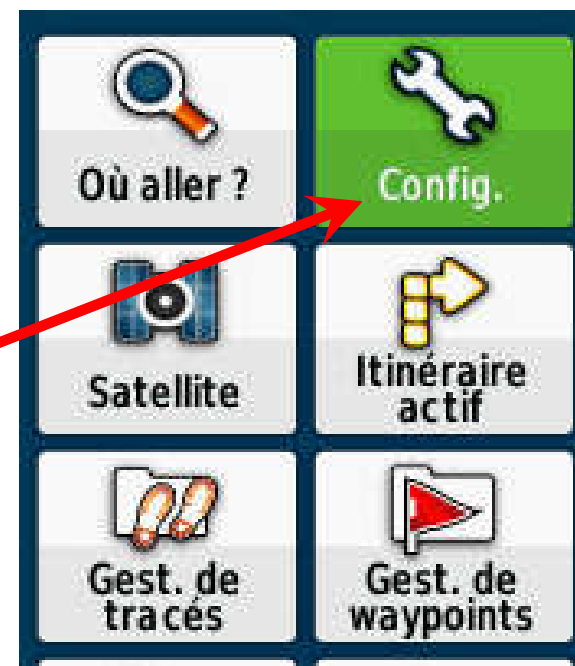 Où aller ?
Config.
Satellite
Itinéraire
actif
Gest. de
tracés
Gest. de
waypoints